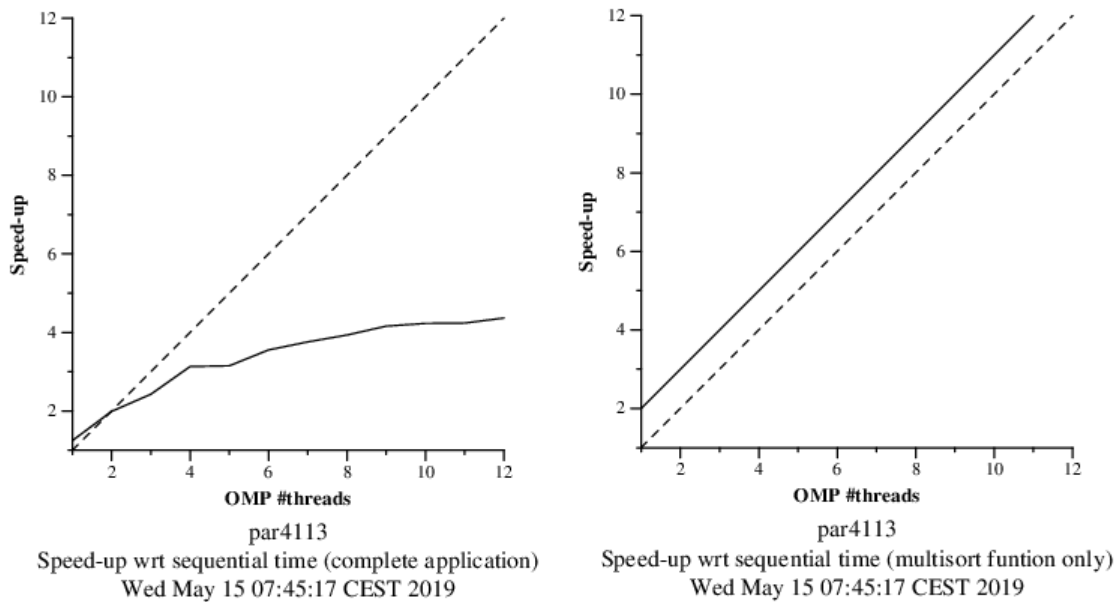 12
10
8
6
4
2
Speed-up
2 4 6 8 10 12
OMP #threads
par4113
Speed-up wrt sequential time (complete application)
Wed May 15 07:45:17 CEST 2019
12
10
8
6
4
2
Speed-up
2 4 6 8 10 12
OMP #threads
par4113
Speed-up wrt sequential time (multisort funtion only)
Wed May 15 07:45:17 CEST 2019